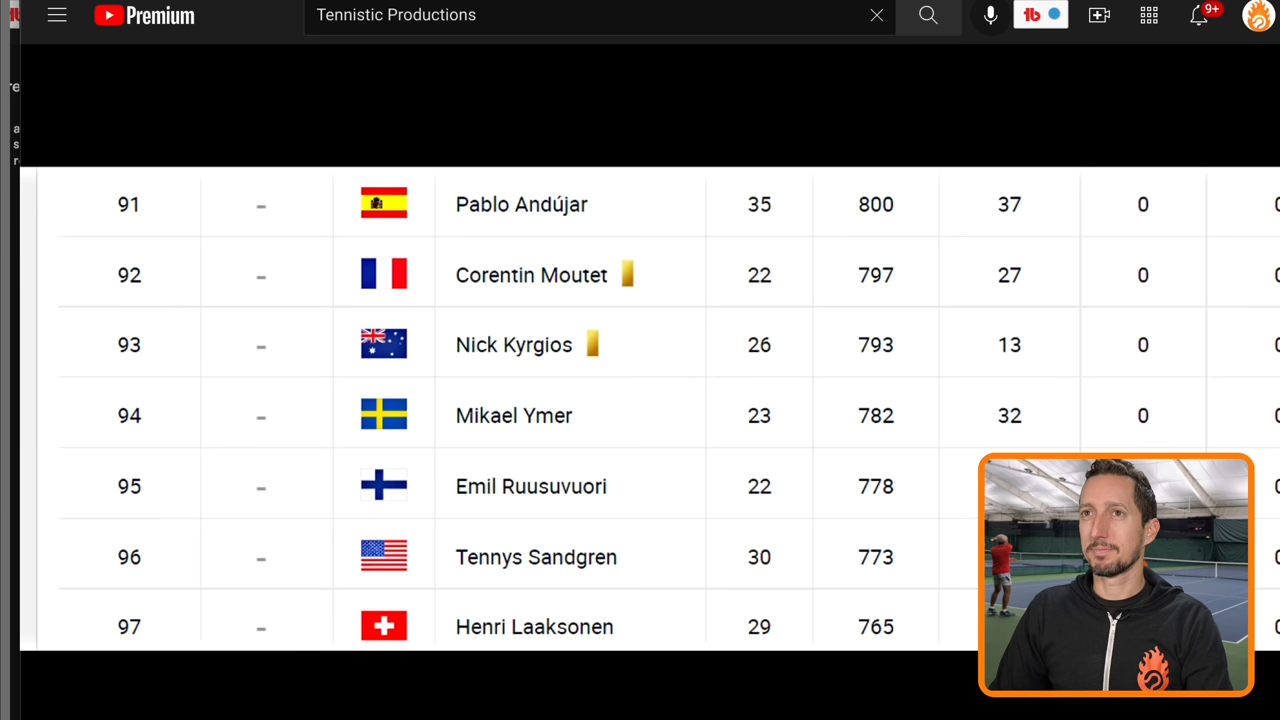 Premium
Tennistic Productions
9+
re
a
s
r
91 - Pablo Andújar 35 800 37 0
92 - Corentin Moutet 22 797 27 0
93 - Nick Kyrgios 26 793 13 0
94 - Mikael Ymer 23 782 32 0
95 - Emil Ruusuvuori 22 778
96 - Tennys Sandgren 30 773
97 - Henri Laaksonen 29 765